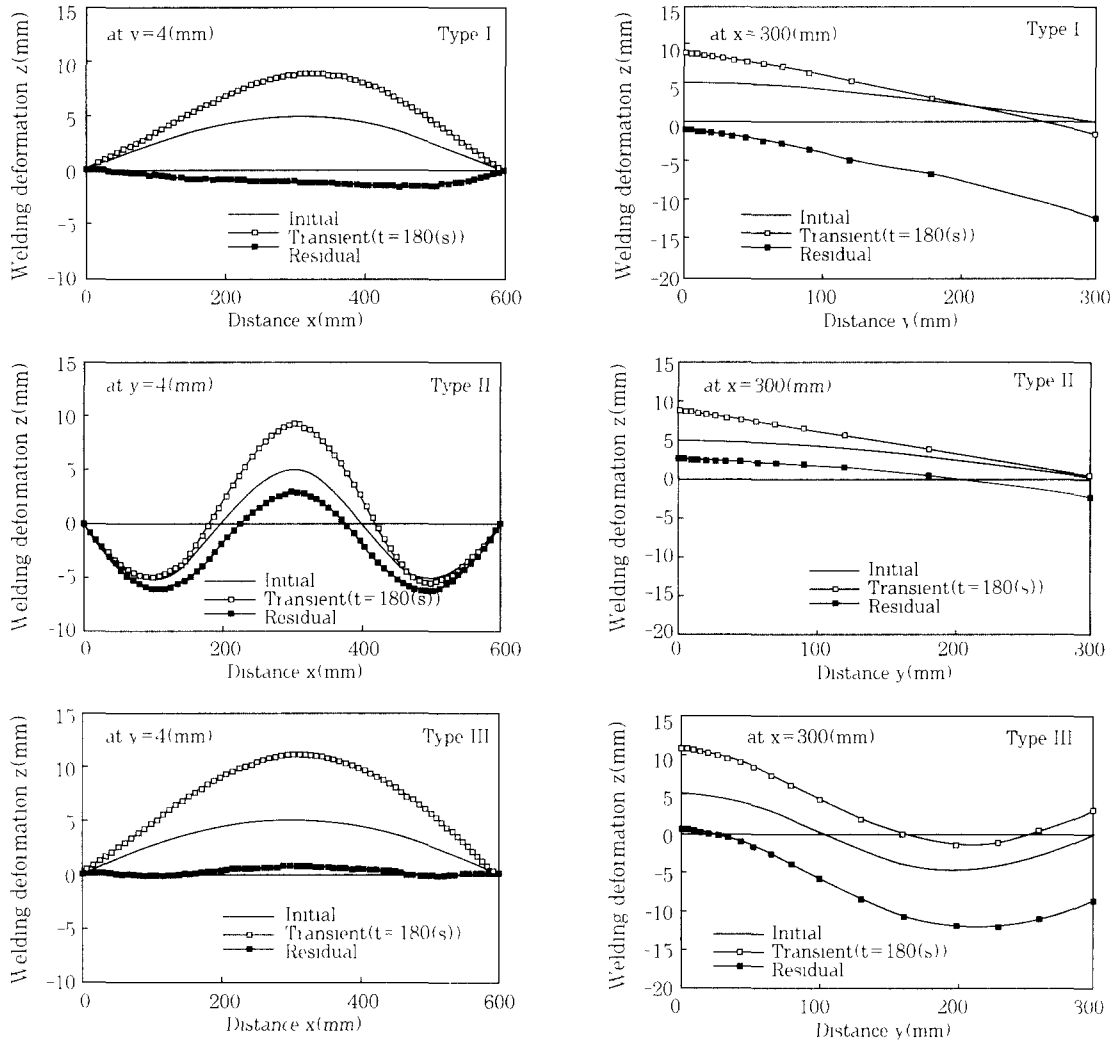 Welding deformation z(mm)
15
10
5
0
-5
-10
at y=4(mm)
Type I
Initial
Transient(t=180(s))
Residual
0
200
400
600
Distance x(mm)
Welding deformation z(mm)
15
10
5
0
-5
-10
-15
-20
at x=300(mm)
Type I
Initial
Transient(t=180(s))
Residual
0
100
200
300
Distance y(mm)
Welding deformation z(mm)
15
10
5
0
-5
-10
at y=4(mm)
Type II
Initial
Transient(t=180(s))
Residual
0
200
400
600
Distance x(mm)
Welding deformation z(mm)
15
10
5
0
-5
-10
-15
-20
at x=300(mm)
Type II
Initial
Transient(t=180(s))
Residual
0
100
200
300
Distance y(mm)
Welding deformation z(mm)
15
10
5
0
-5
-10
at y=4(mm)
Type III
Initial
Transient(t=180(s))
Residual
0
200
400
600
Distance x(mm)
Welding deformation z(mm)
15
10
5
0
-5
-10
-15
-20
at x=300(mm)
Type III
Initial
Transient(t=180(s))
Residual
0
100
200
300
Distance y(mm)